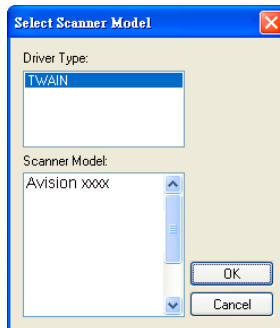 Select Scanner Model
Driver Type:
TWAIN
Scanner Model:
Avision xxxx
OK
Cancel